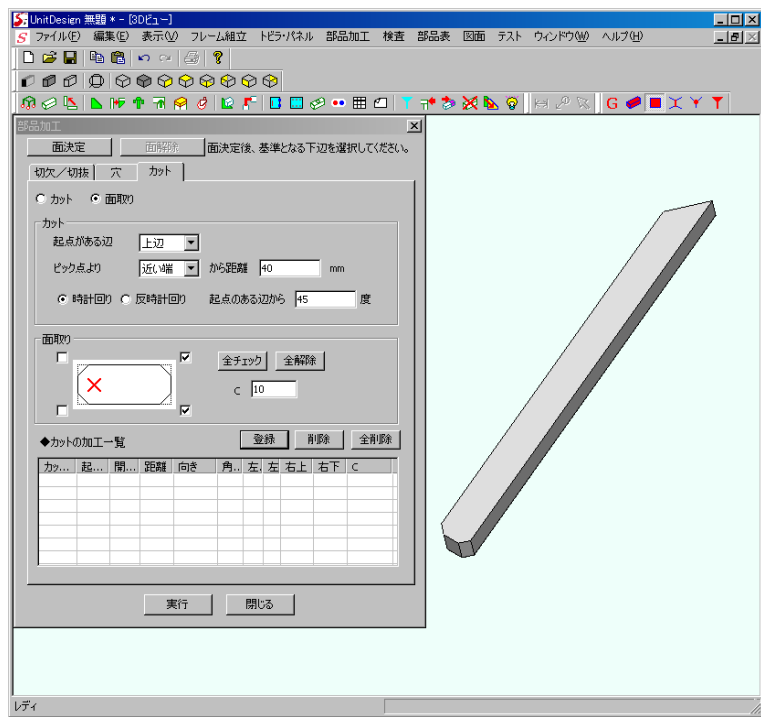 UnitDesign 無題 * - [3Dビュー]
ファイル(F) 編集(E) 表示(V) フレーム組立 トビラ・パネル 部品加工 検査 部品表 図面 テスト ウィンドウ(W) ヘルプ(H)
部品加工
面決定 面解除 面決定後、基準となる下辺を選択してください。
切欠／切抜 穴 カット
カット 面取り
カット
起点がある辺 上辺
ピック点より 近い端 から距離 40 mm
時計回り 反時計回り 起点のある辺から 45 度
面取り
全チェック 全解除
C 10
◆カットの加工一覧 登録 削除 全削除
カッ... 起... 開... 距離 向き 角.. 左. 左 右上 右下 C
実行 閉じる
レディ